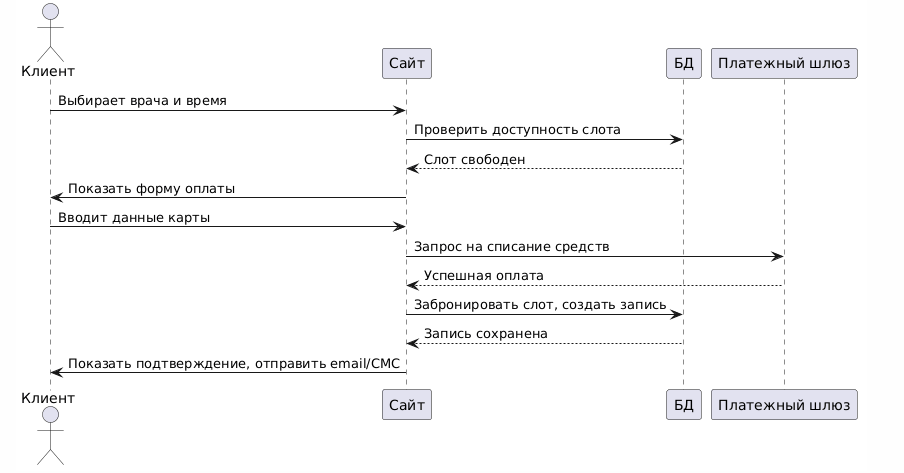 Клиент
Сайт
БД
Платежный шлюз
Выбирает врача и время
Проверить доступность слота
Слот свободен
Показать форму оплаты
Вводит данные карты
Запрос на списание средств
Успешная оплата
Забронировать слот, создать запись
Запись сохранена
Показать подтверждение, отправить email/СМС
Клиент
Сайт
БД
Платежный шлюз